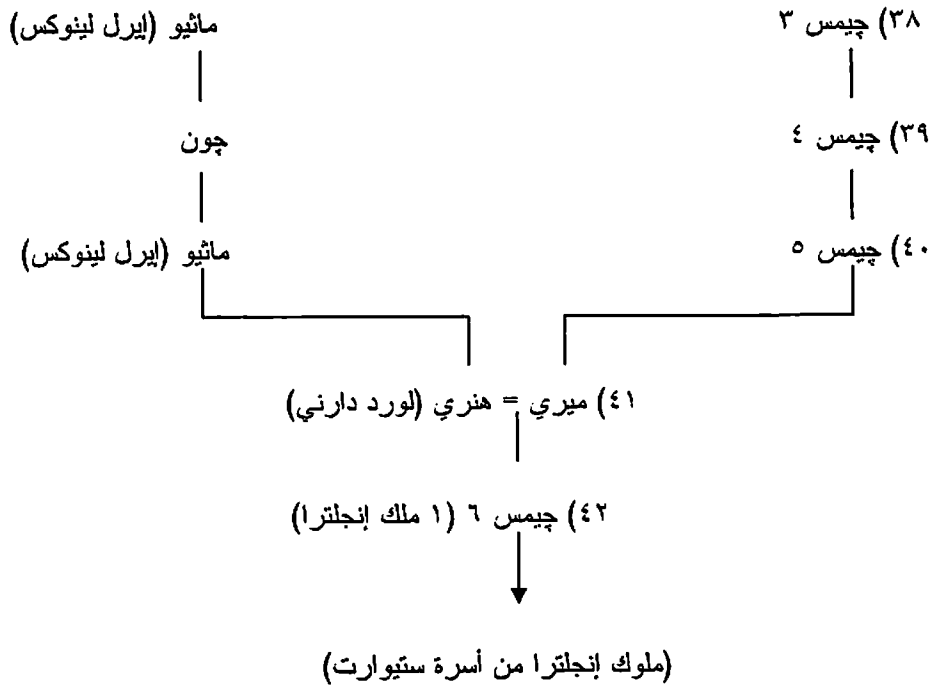 ٣٨) چيمس ٣
ماثيو (إيرل لينوكس)
٣٩) چيمس ٤
چون
٤٠) چيمس ٥
ماثيو (إيرل لينوكس)
٤١) ميري = هنري (لورد دارني)
٤٢) چيمس ٦ (١ ملك إنجلترا)
(ملوك إنجلترا من أسرة ستيوارت)